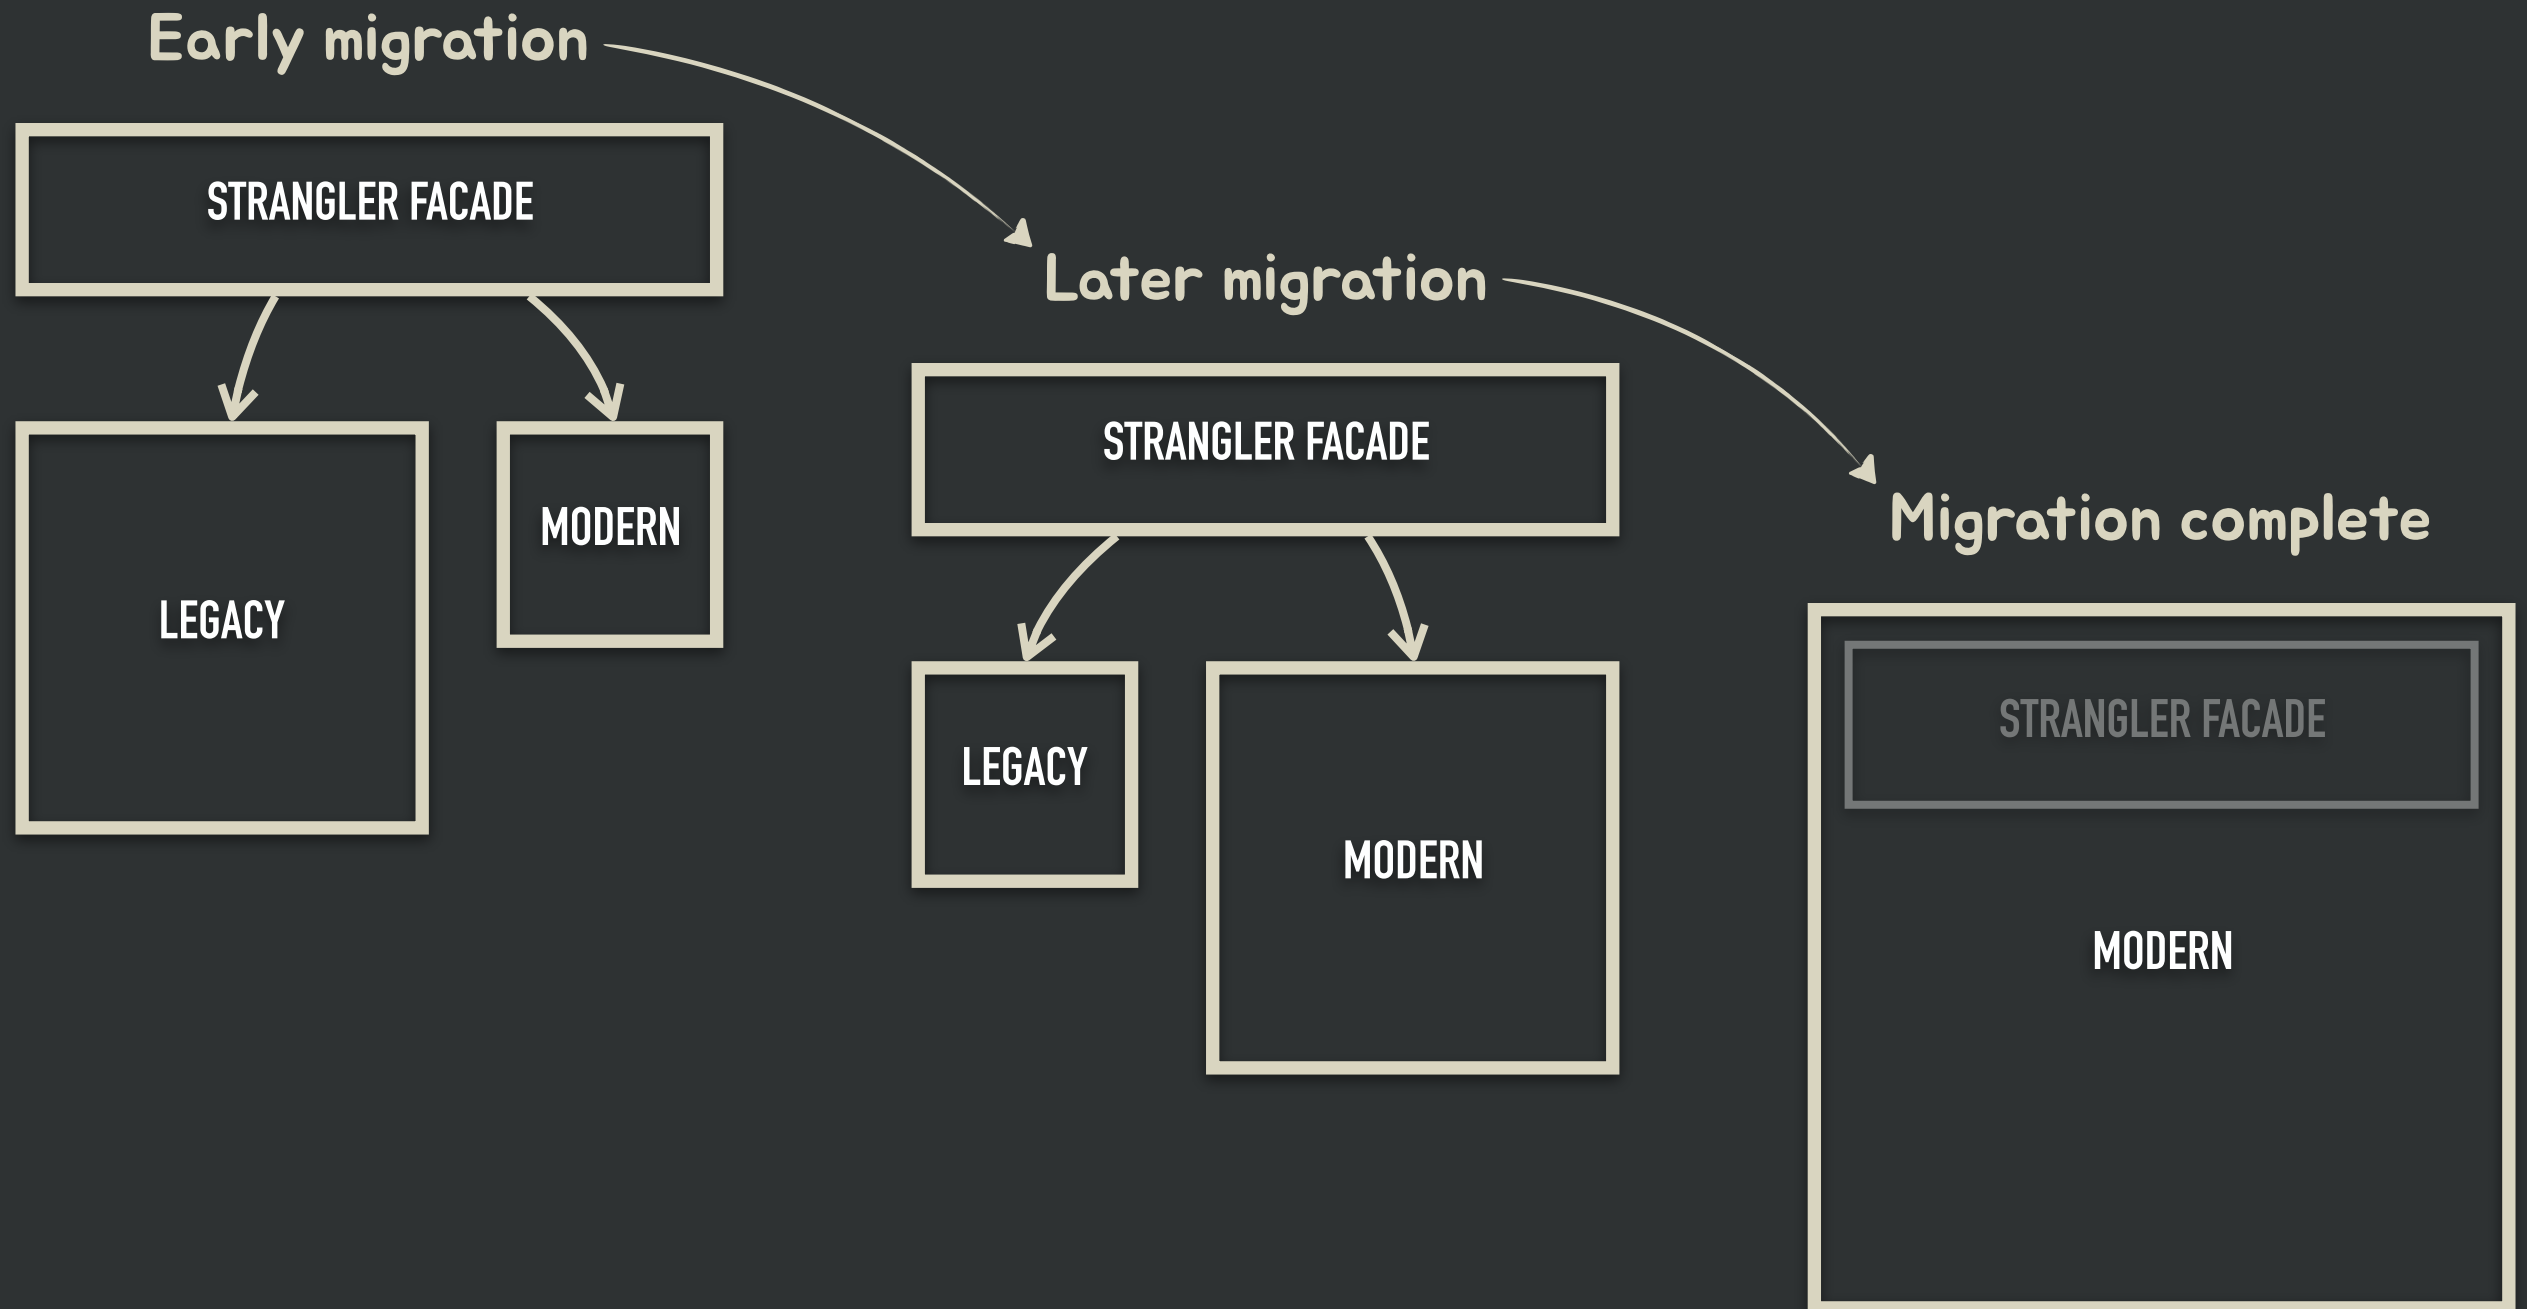 Early migration
STRANGLER FACADE
LEGACY
MODERN
Later migration
STRANGLER FACADE
LEGACY
MODERN
Migration complete
STRANGLER FACADE
MODERN